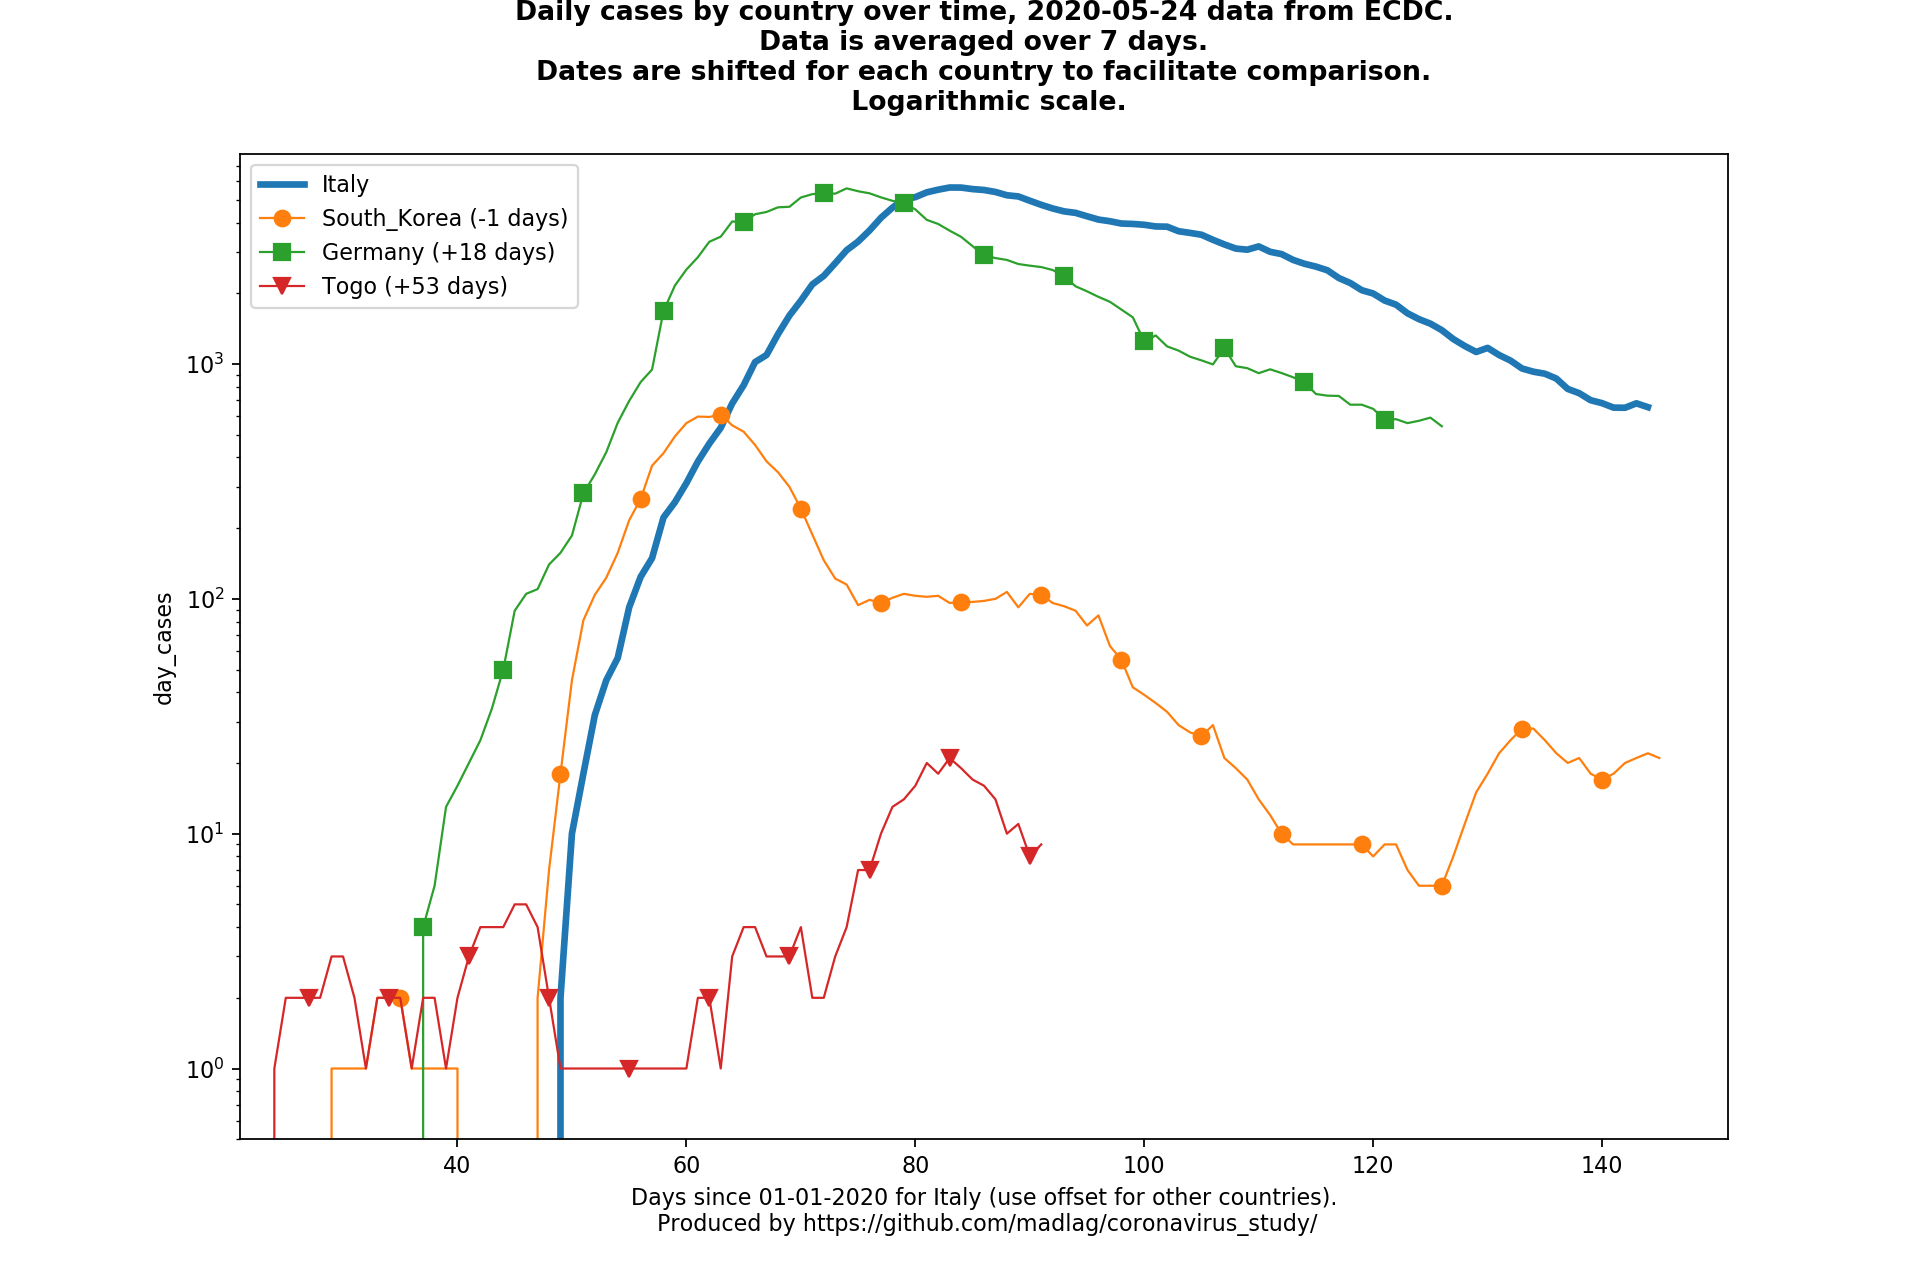 Daily cases by country over time, 2020-05-24 data from ECDC.
Data is averaged over 7 days.
Dates are shifted for each country to facilitate comparison.
Logarithmic scale.
Italy
South_Korea (-1 days)
Germany (+18 days)
Togo (+53 days)
day_cases
10³
10²
10¹
10⁰
40 60 80 100 120 140
Days since 01-01-2020 for Italy (use offset for other countries).
Produced by https://github.com/madlag/coronavirus_study/